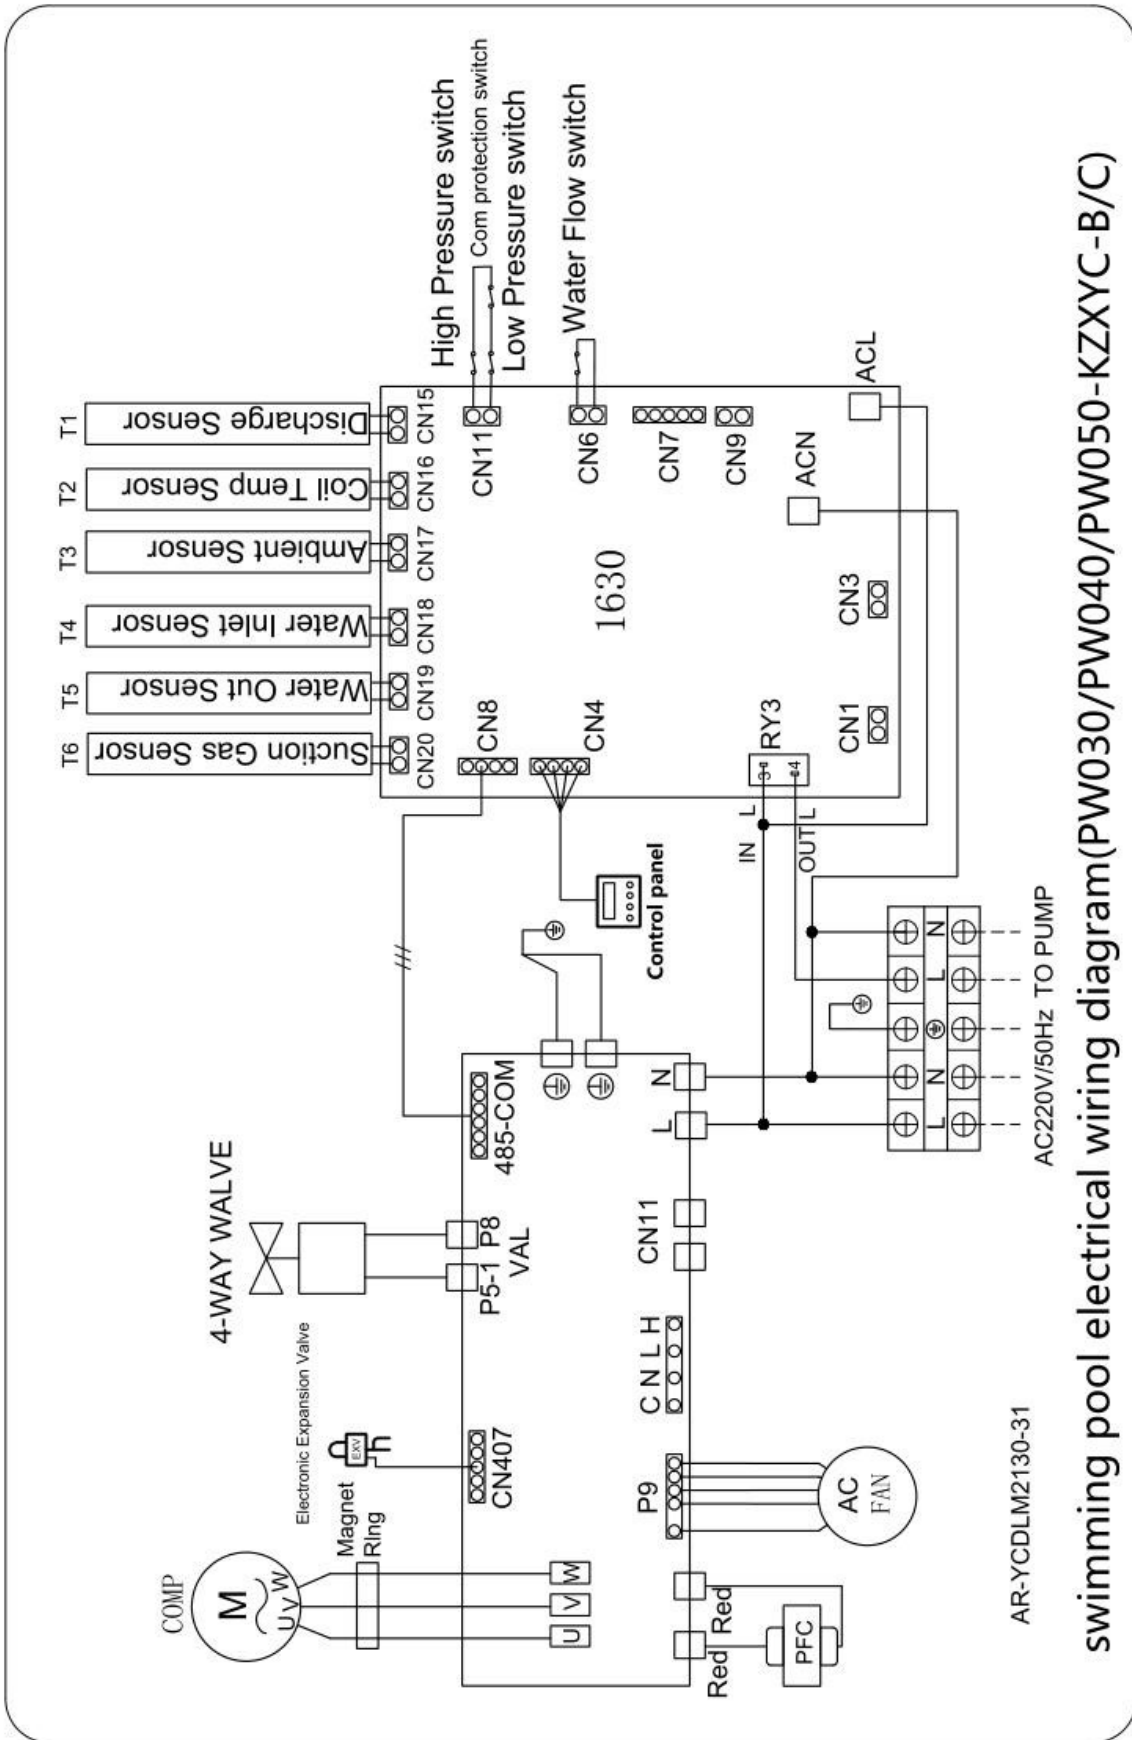 COMP
M
U V W
Magnet
RIng
Electronic Expansion Valve
EXV
4-WAY WALVE
U
V
W
CN407
P5-1 P8
VAL
485-COM
Red
Red
PFC
P9
AC
FAN
C N L H
CN11
L
N
Control panel
T6
Suction Gas Sensor
CN20
T5
Water Out Sensor
CN19
T4
Water Inlet Sensor
CN18
T3
Ambient Sensor
CN17
T2
Coil Temp Sensor
CN16
T1
Discharge Sensor
CN15
High Pressure switch
Com protection switch
Low Pressure switch
CN11
Water Flow switch
CN6
CN7
CN9
CN8
CN4
1630
RY3
3
4
IN L
OUT L
CN1
CN3
ACN
ACL
L
N
L
N
AC220V/50Hz TO PUMP
AR-YCDLM2130-31
swimming pool electrical wiring diagram(PW030/PW040/PW050-KZXYC-B/C)